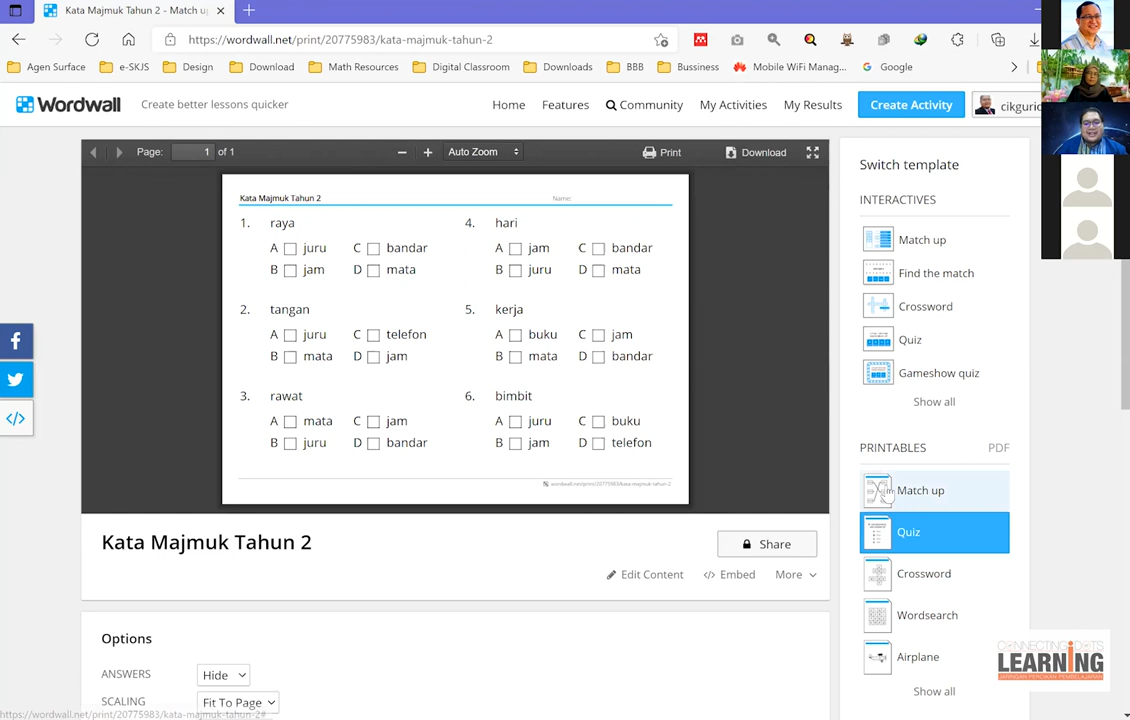 Kata Majmuk Tahun 2 - Match up
https://wordwall.net/print/20775983/kata-majmuk-tahun-2
Agen Surface
e-SKJS
Design
Download
Math Resources
Digital Classroom
Downloads
BBB
Bussiness
Mobile WiFi Manag...
Google
Wordwall
Create better lessons quicker
Home
Features
Community
My Activities
My Results
Create Activity
Page: 1 of 1
Auto Zoom
Print
Download
Kata Majmuk Tahun 2
Name:
1. raya
A juru C bandar
B jam D mata
2. tangan
A juru C telefon
B mata D jam
3. rawat
A mata C jam
B juru D bandar
4. hari
A jam C bandar
B juru D mata
5. kerja
A buku C jam
B mata D bandar
6. bimbit
A juru C buku
B jam D telefon
wordwall.net/print/20775983/kata-majmuk-tahun-2
Kata Majmuk Tahun 2
Share
Edit Content
Embed
More
Options
ANSWERS
Hide
SCALING
Fit To Page
Switch template
INTERACTIVES
Match up
Find the match
Crossword
Quiz
Gameshow quiz
Show all
PRINTABLES
PDF
Match up
Quiz
Crossword
Wordsearch
Airplane
Show all
LEARNING
JARINGAN PERCIKAN PEMBELAJARAN
https://wordwall.net/print/20775983/kata-majmuk-tahun-2#